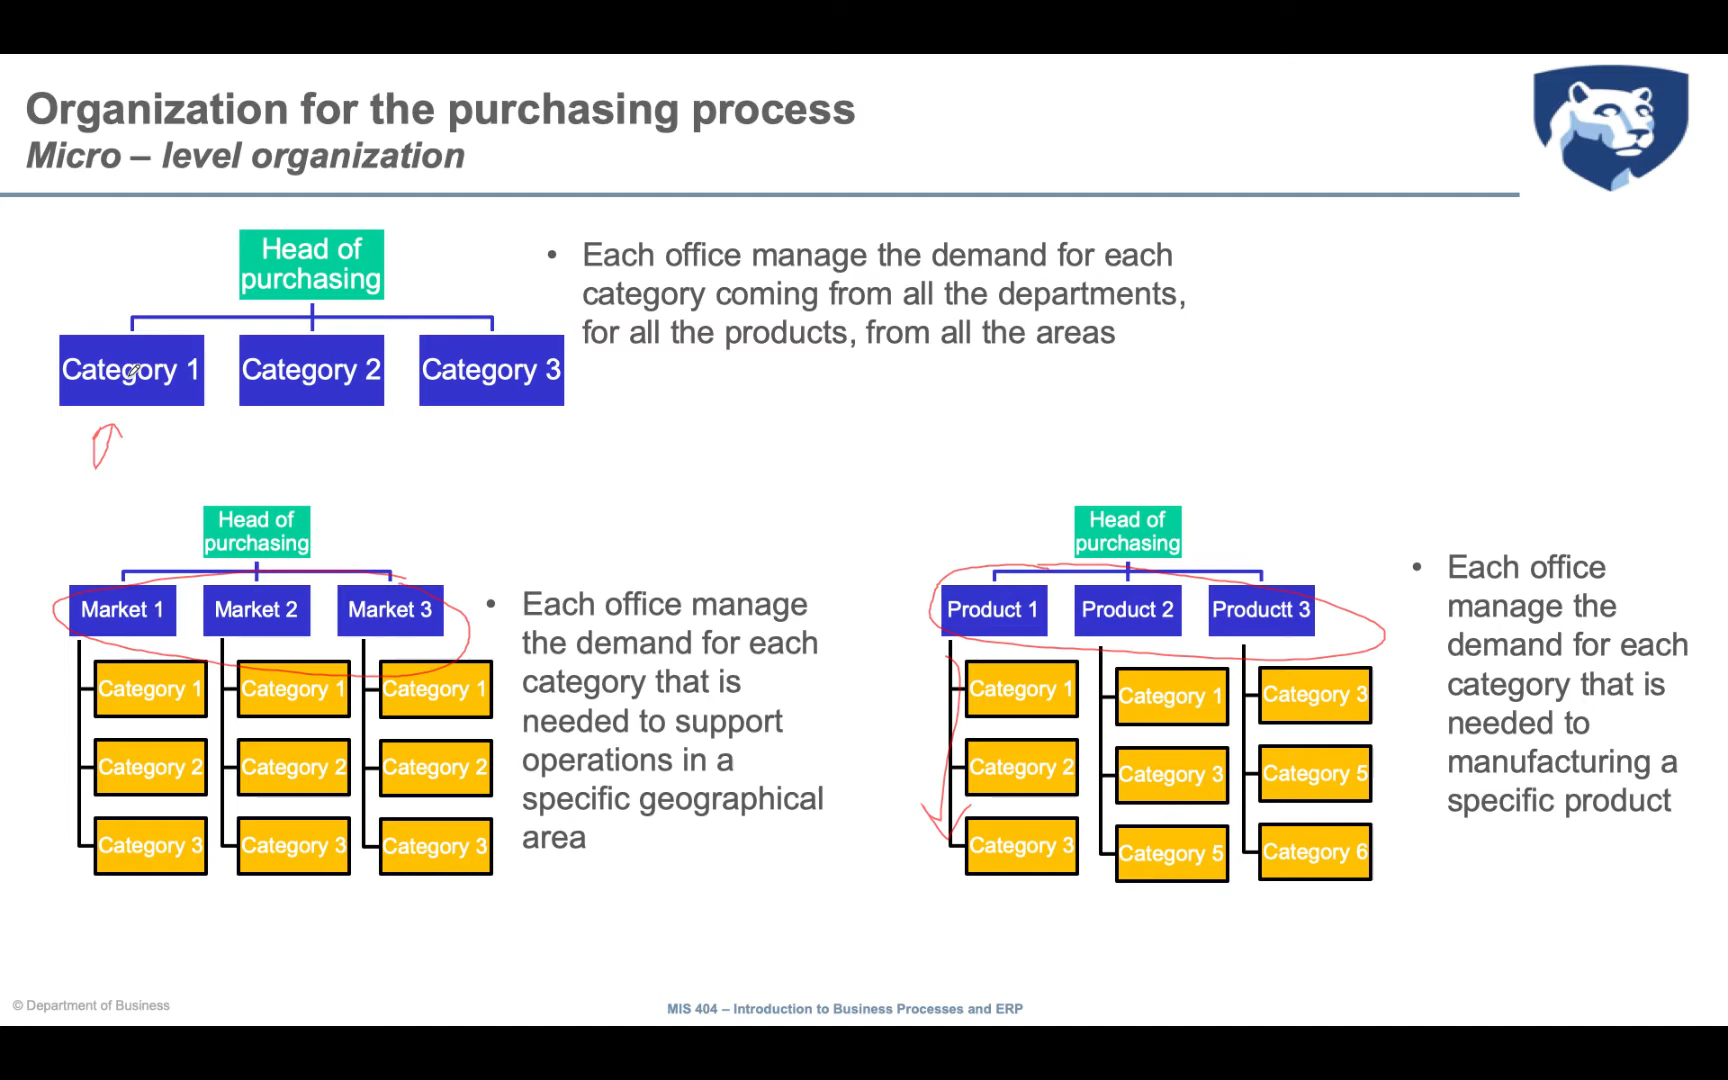 Organization for the purchasing process
Micro – level organization
Head of
purchasing
Category 1
Category 2
Category 3
• Each office manage the demand for each
category coming from all the departments,
for all the products, from all the areas
Head of
purchasing
Market 1
Market 2
Market 3
Category 1
Category 1
Category 1
Category 2
Category 2
Category 2
Category 3
Category 3
Category 3
• Each office manage
the demand for each
category that is
needed to support
operations in a
specific geographical
area
Head of
purchasing
Product 1
Product 2
Productt 3
Category 1
Category 1
Category 3
Category 2
Category 3
Category 5
Category 3
Category 5
Category 6
• Each office
manage the
demand for each
category that is
needed to
manufacturing a
specific product
© Department of Business
MIS 404 – Introduction to Business Processes and ERP